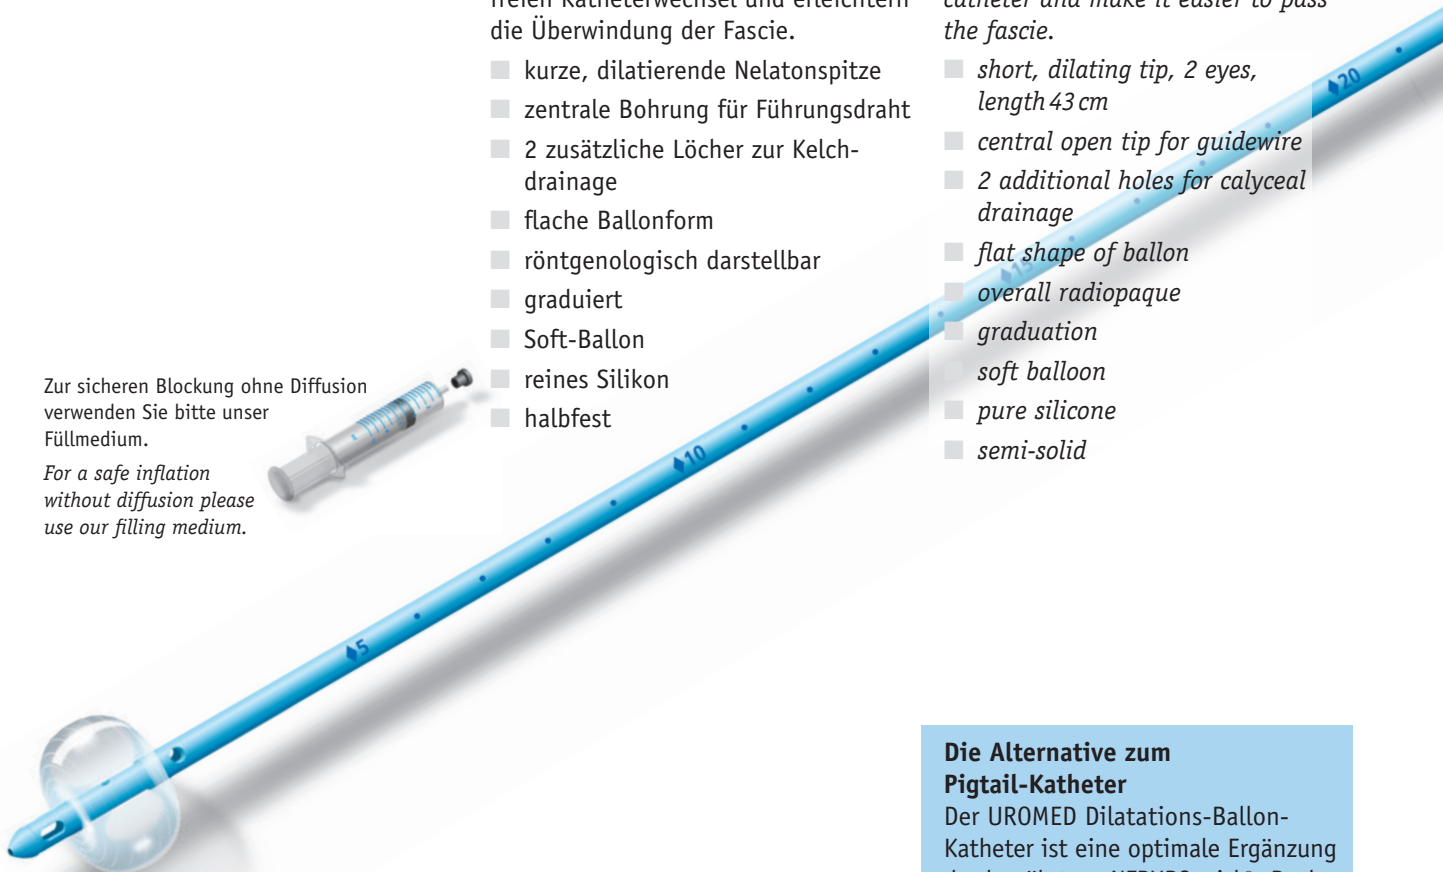 freien Katheterwechsel und erleichtern
die Überwindung der Fascie.
kurze, dilatierende Nelatonspitze
zentrale Bohrung für Führungsdraht
2 zusätzliche Löcher zur Kelch-
drainage
flache Ballonform
röntgenologisch darstellbar
graduiert
Soft-Ballon
reines Silikon
halbfest
catheter and make it easier to pass
the fascie.
short, dilating tip, 2 eyes,
length 43 cm
central open tip for guidewire
2 additional holes for calyceal
drainage
flat shape of ballon
overall radiopaque
graduation
soft balloon
pure silicone
semi-solid
Zur sicheren Blockung ohne Diffusion
verwenden Sie bitte unser
Füllmedium.
For a safe inflation
without diffusion please
use our filling medium.
5
10
15
20
Die Alternative zum
Pigtail-Katheter
Der UROMED Dilatations-Ballon-
Katheter ist eine optimale Ergänzung